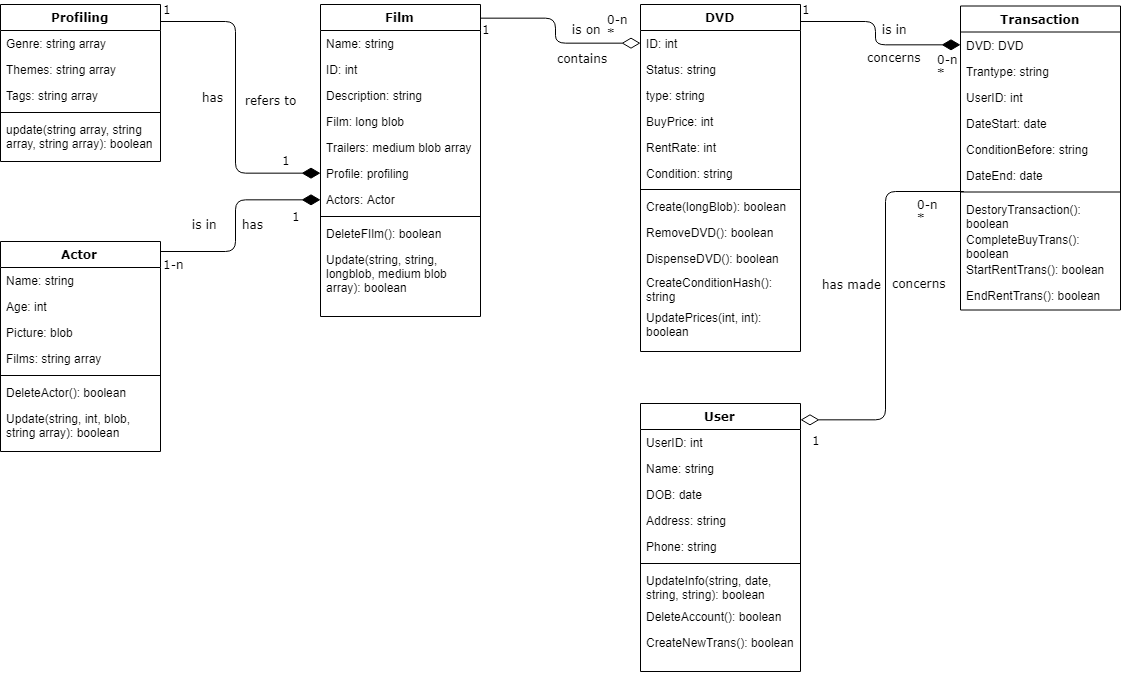 Profiling
Genre: string array
Themes: string array
Tags: string array
update(string array, string
array, string array): boolean
1
has
refers to
1
Film
Name: string
ID: int
Description: string
Film: long blob
Trailers: medium blob array
Profile: profiling
Actors: Actor
DeleteFIlm(): boolean
Update(string, string,
longblob, medium blob
array): boolean
1
is on
0-n
*
contains
is in
has
1
1-n
Actor
Name: string
Age: int
Picture: blob
Films: string array
DeleteActor(): boolean
Update(string, int, blob,
string array): boolean
DVD
ID: int
Status: string
type: string
BuyPrice: int
RentRate: int
Condition: string
Create(longBlob): boolean
RemoveDVD(): boolean
DispenseDVD(): boolean
CreateConditionHash():
string
UpdatePrices(int, int):
boolean
1
is in
concerns
0-n
*
Transaction
DVD: DVD
Trantype: string
UserID: int
DateStart: date
ConditionBefore: string
DateEnd: date
DestoryTransaction():
boolean
CompleteBuyTrans():
boolean
StartRentTrans(): boolean
EndRentTrans(): boolean
0-n
*
has made
concerns
1
User
UserID: int
Name: string
DOB: date
Address: string
Phone: string
UpdateInfo(string, date,
string, string): boolean
DeleteAccount(): boolean
CreateNewTrans(): boolean